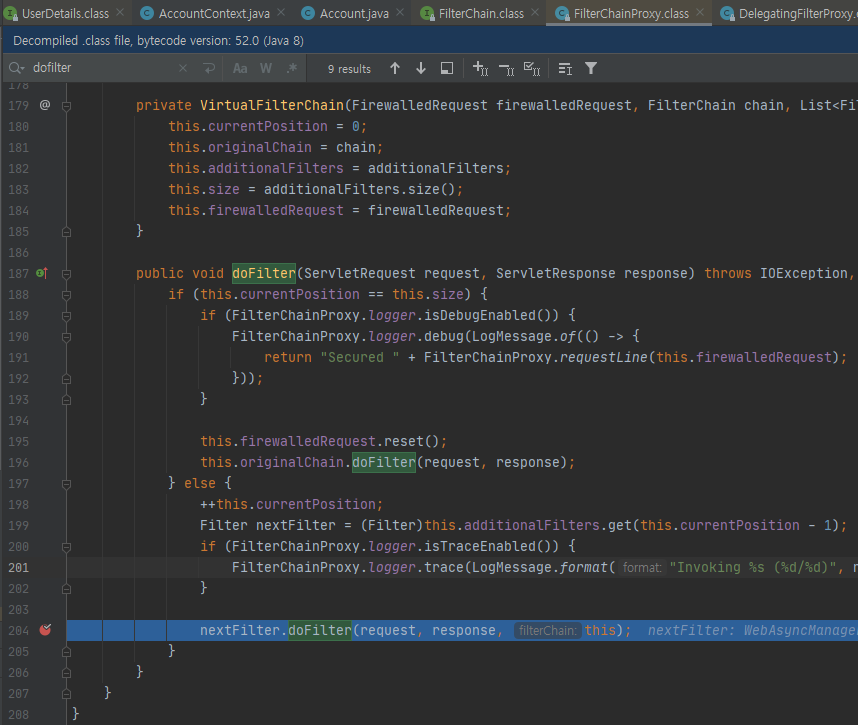 UserDetails.class AccountContext.java Account.java FilterChain.class FilterChainProxy.class DelegatingFilterProxy.
Decompiled .class file, bytecode version: 52.0 (Java 8)
dofilter Aa W .* 9 results
178
179 @ private VirtualFilterChain(FirewalledRequest firewalledRequest, FilterChain chain, List<Fi
180 this.currentPosition = 0;
181 this.originalChain = chain;
182 this.additionalFilters = additionalFilters;
183 this.size = additionalFilters.size();
184 this.firewalledRequest = firewalledRequest;
185 }
186
187 public void doFilter(ServletRequest request, ServletResponse response) throws IOException,
188 if (this.currentPosition == this.size) {
189 if (FilterChainProxy.logger.isDebugEnabled()) {
190 FilterChainProxy.logger.debug(LogMessage.of(() -> {
191 return "Secured " + FilterChainProxy.requestLine(this.firewalledRequest);
192 }));
193 }
194
195 this.firewalledRequest.reset();
196 this.originalChain.doFilter(request, response);
197 } else {
198 ++this.currentPosition;
199 Filter nextFilter = (Filter)this.additionalFilters.get(this.currentPosition - 1);
200 if (FilterChainProxy.logger.isTraceEnabled()) {
201 FilterChainProxy.logger.trace(LogMessage.format( format: "Invoking %s (%d/%d)", n
202 }
203
204 nextFilter.doFilter(request, response, filterChain: this); nextFilter: WebAsyncManage
205 }
206 }
207 }
208 }